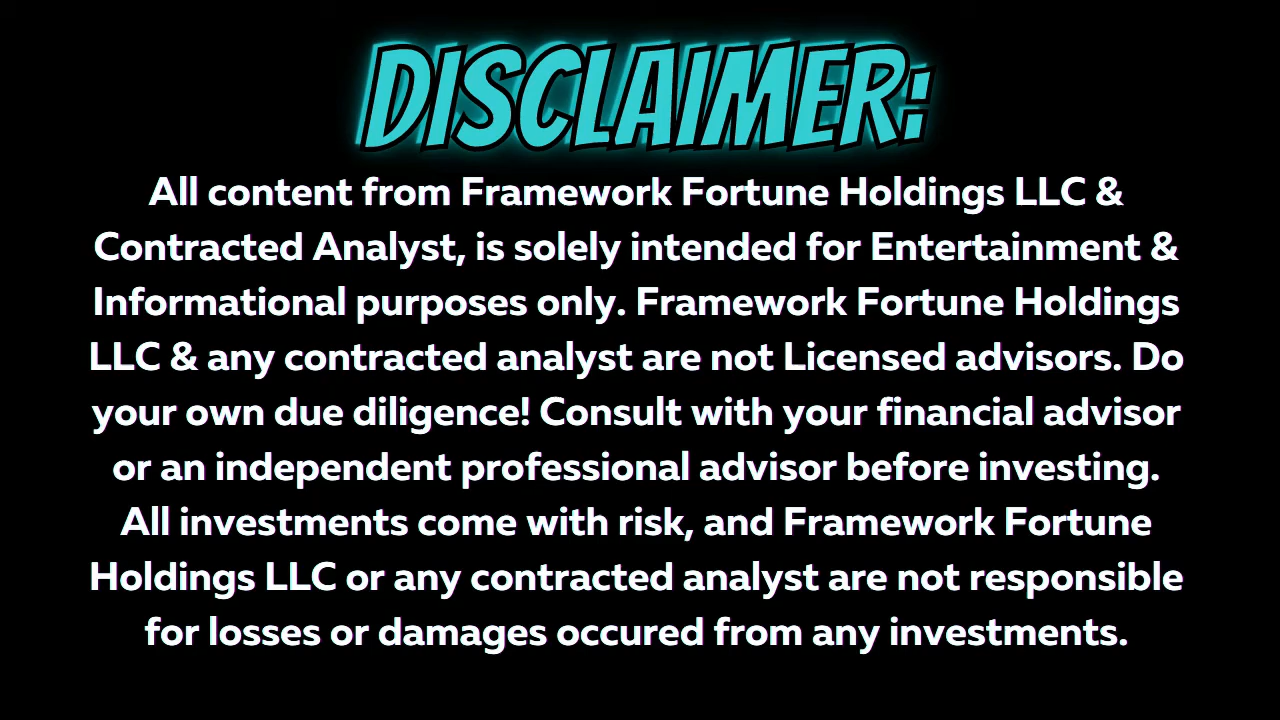 DISCLAIMER:
All content from Framework Fortune Holdings LLC &
Contracted Analyst, is solely intended for Entertainment &
Informational purposes only. Framework Fortune Holdings
LLC & any contracted analyst are not Licensed advisors. Do
your own due diligence! Consult with your financial advisor
or an independent professional advisor before investing.
All investments come with risk, and Framework Fortune
Holdings LLC or any contracted analyst are not responsible
for losses or damages occured from any investments.